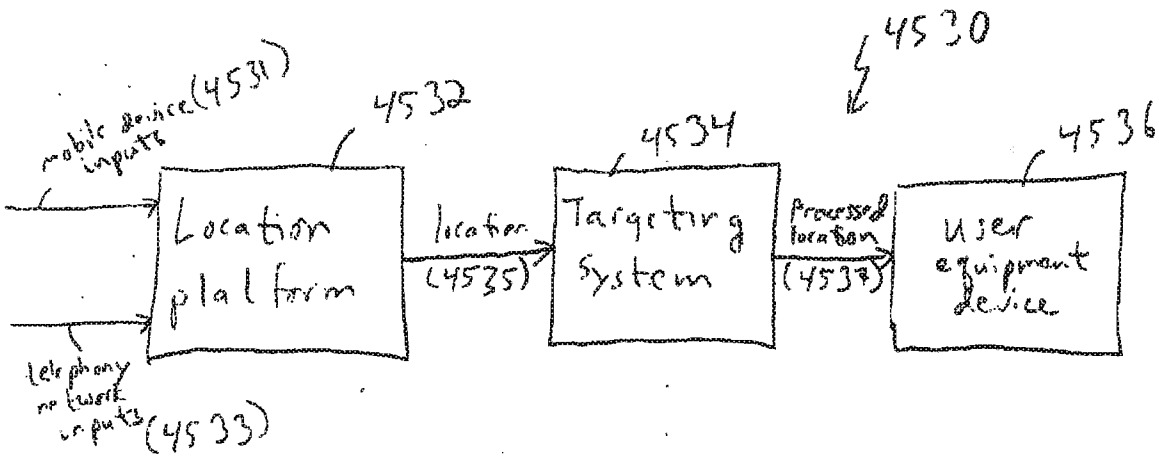 4530
mobile device (4531)
inputs
4532
4534
4536
Location
platform
location
(4535)
Targeting
System
Processed
location
(4537)
user
equipment
device
telephony
network
inputs (4533)